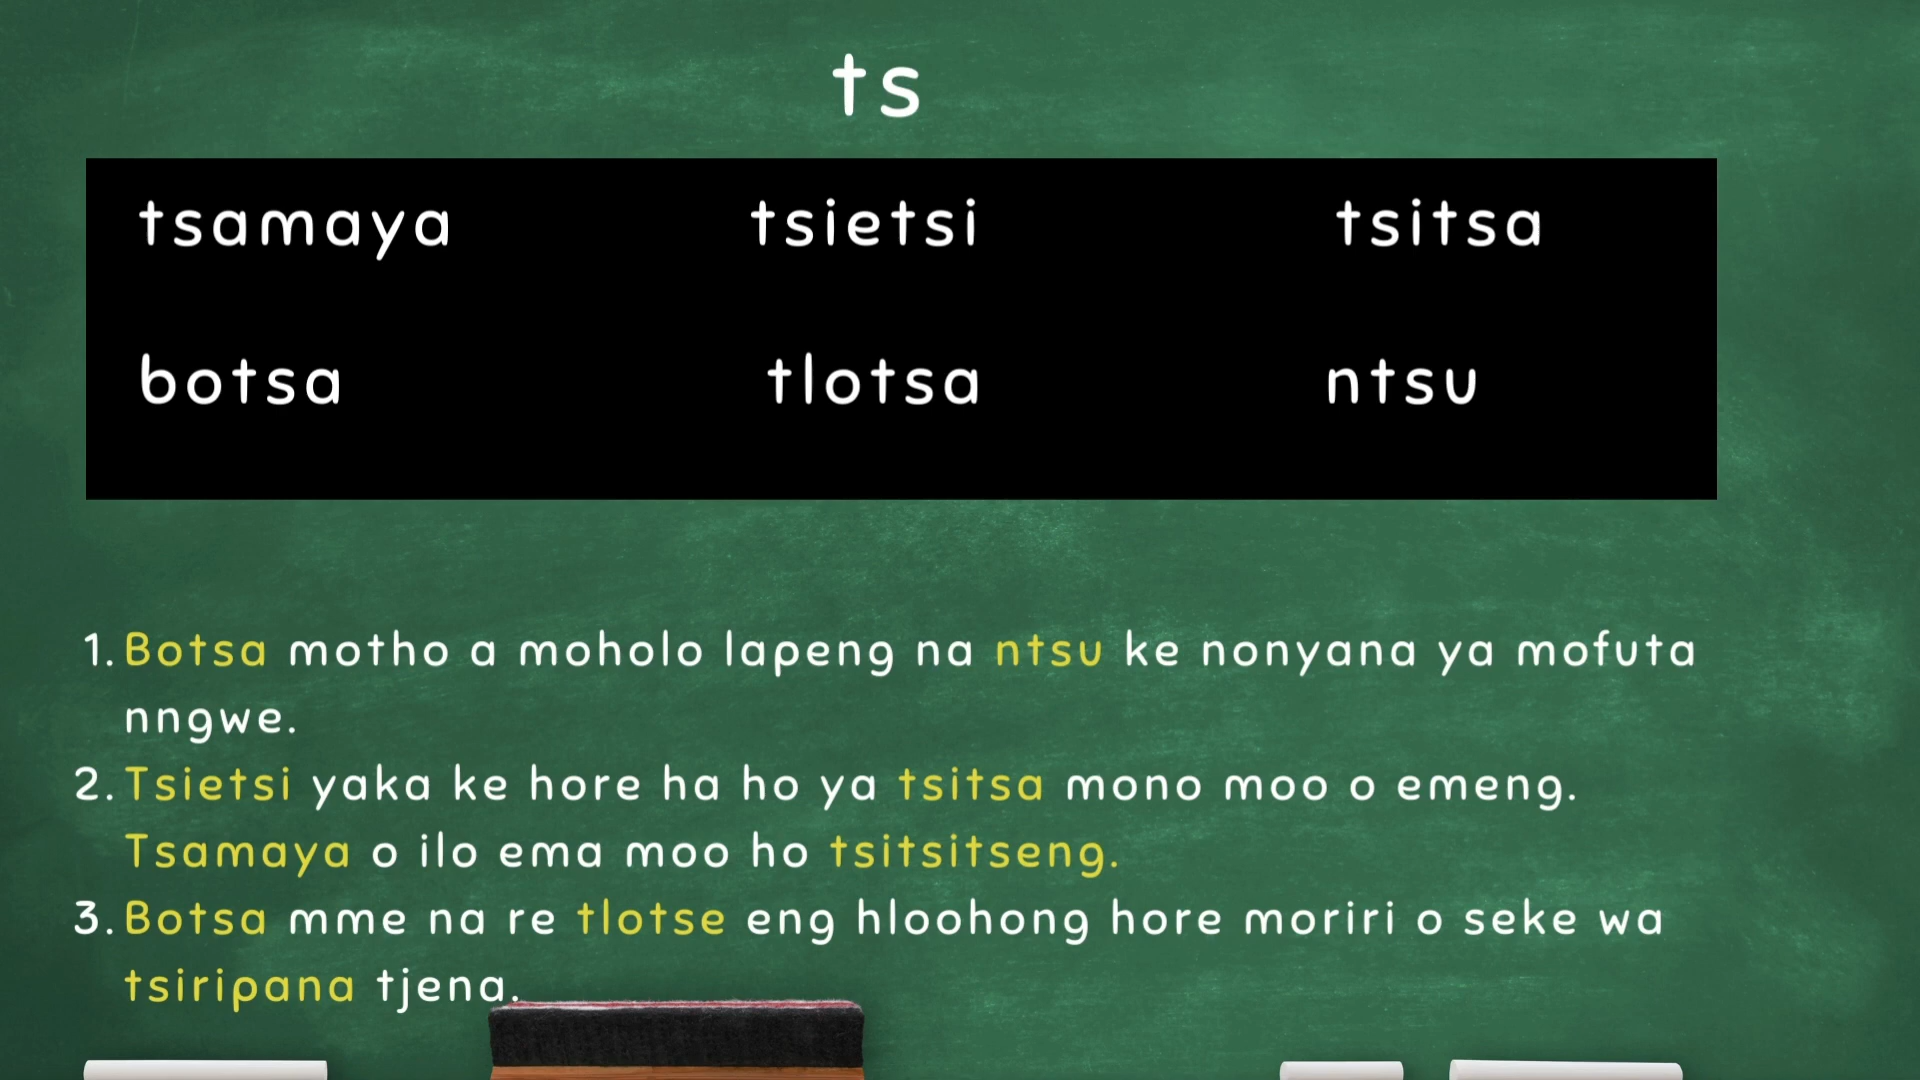 ts
tsamaya tsietsi tsitsa
botsa tlotsa ntsu
1. Botsa motho a moholo lapeng na ntsu ke nonyana ya mofuta
nngwe.
2. Tsietsi yaka ke hore ha ho ya tsitsa mono moo o emeng.
Tsamaya o ilo ema moo ho tsitsitseng.
3. Botsa mme na re tlotse eng hloohong hore moriri o seke wa
tsiripana tjena.